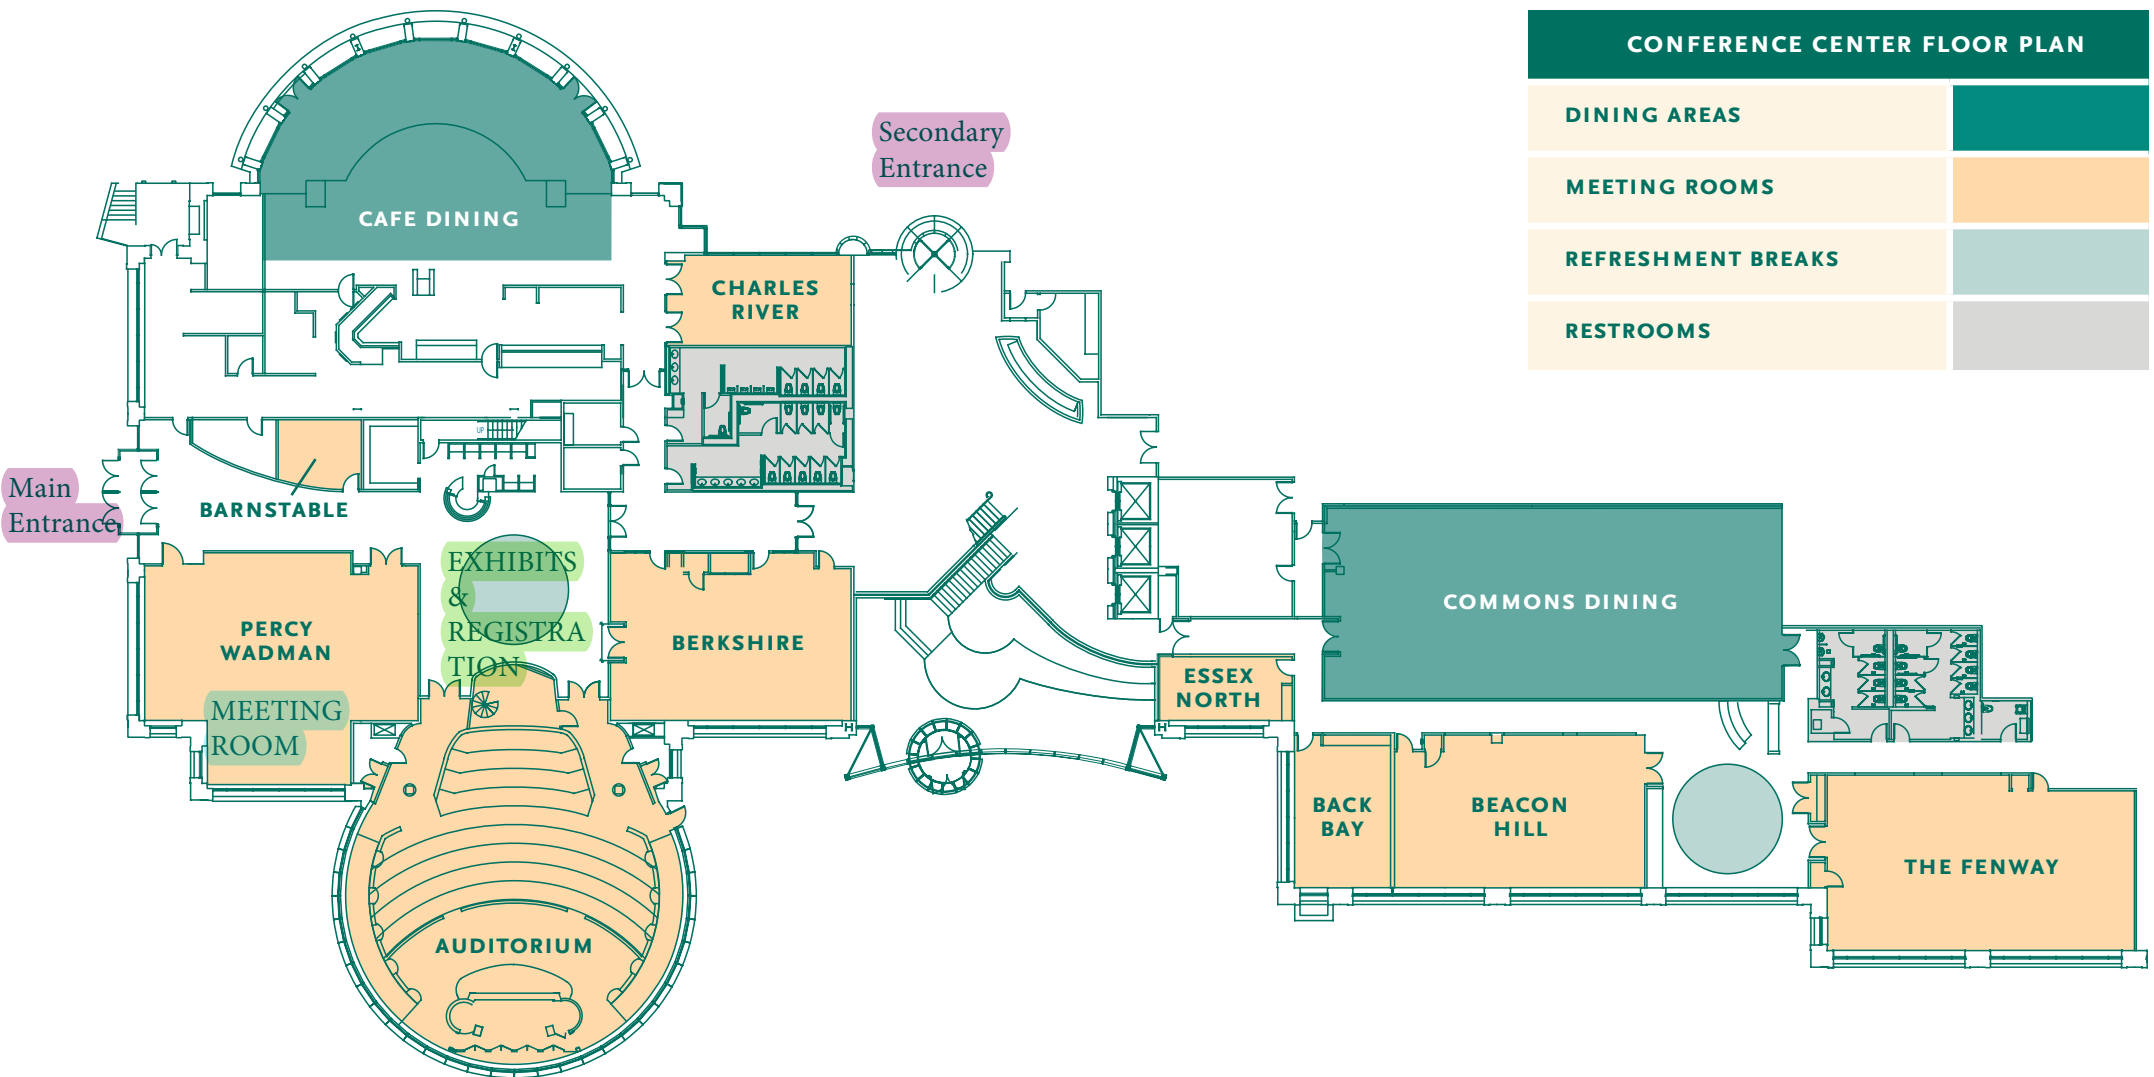 CONFERENCE CENTER FLOOR PLAN
DINING AREAS
MEETING ROOMS
REFRESHMENT BREAKS
RESTROOMS
Secondary
Entrance
CAFE DINING
CHARLES
RIVER
UP
Main
Entrance
BARNSTABLE
EXHIBITS
&
REGISTRA
TION
PERCY
WADMAN
MEETING
ROOM
BERKSHIRE
COMMONS DINING
ESSEX
NORTH
BACK
BAY
BEACON
HILL
THE FENWAY
AUDITORIUM